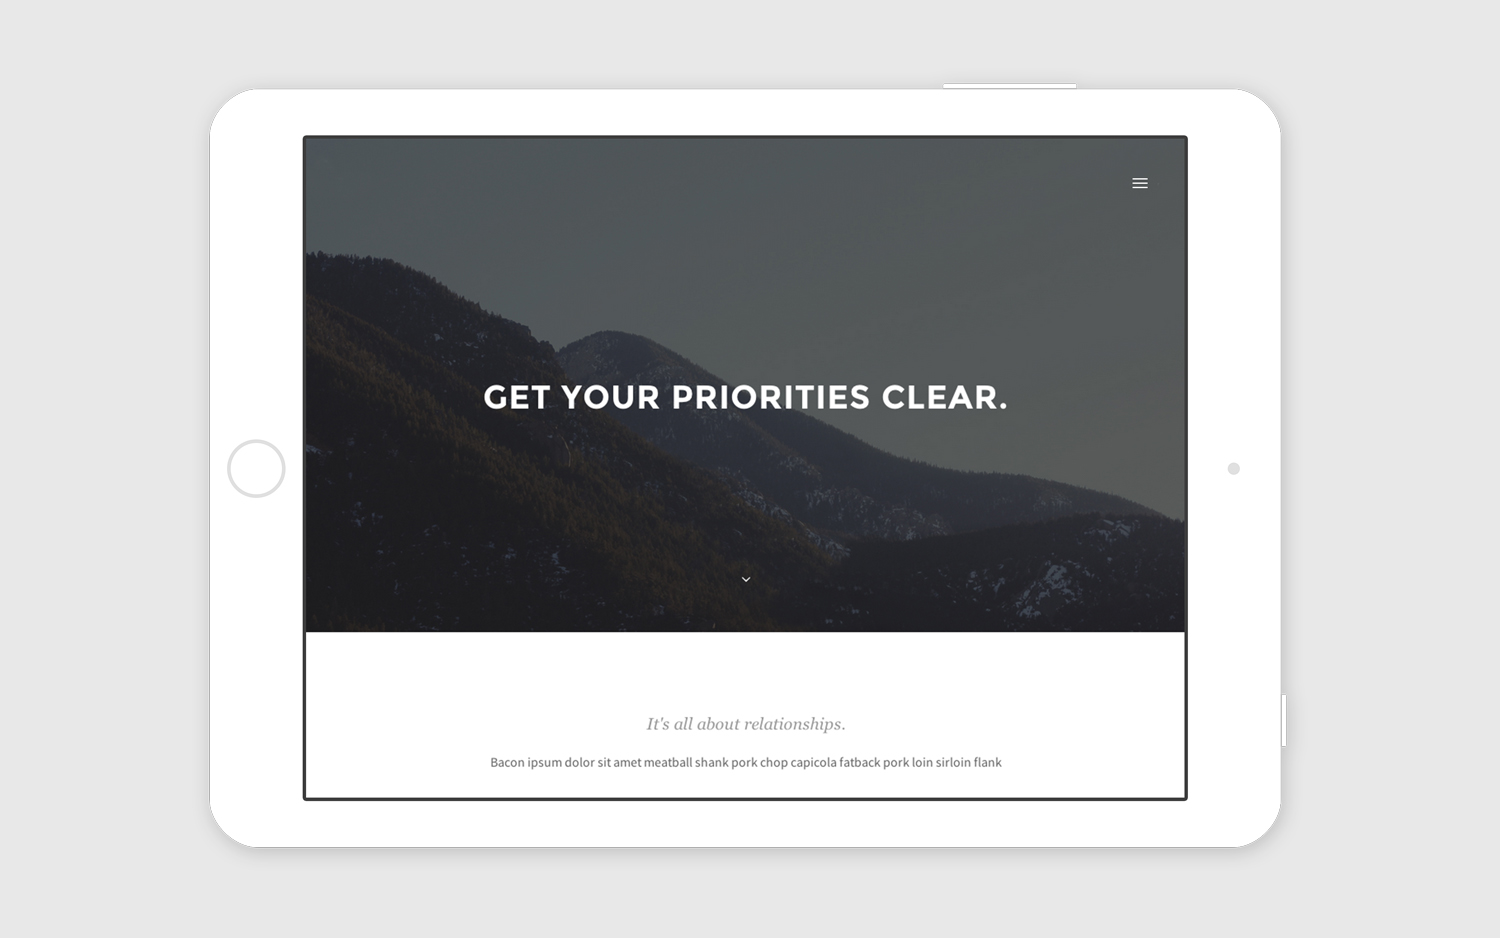 GET YOUR PRIORITIES CLEAR.
It's all about relationships.
Bacon ipsum dolor sit amet meatball shank pork chop capicola fatback pork loin sirloin flank